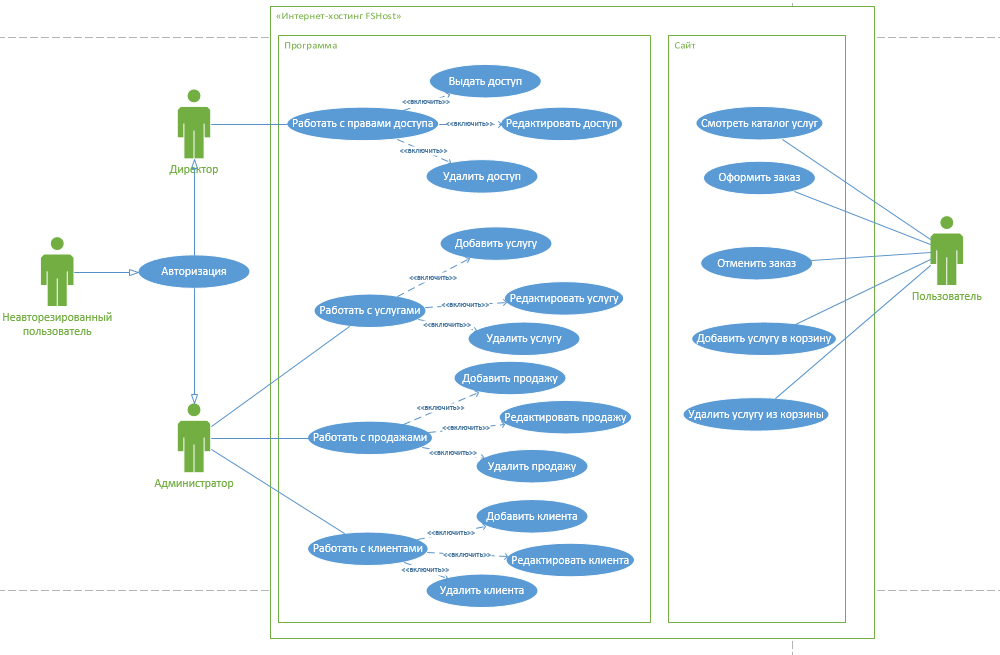 «Интернет-хостинг FSHost»
Программа
Сайт
Выдать доступ
<<включить>>
Работать с правами доступа
<<включить>>
Редактировать доступ
<<включить>>
Удалить доступ
Директор
Смотреть каталог услуг
Оформить заказ
Отменить заказ
Добавить услугу в корзину
Удалить услугу из корзины
Пользователь
Авторизация
Неавторезированный
пользователь
Добавить услугу
<<включить>>
Работать с услугами
<<включить>>
Редактировать услугу
<<включить>>
Удалить услугу
Добавить продажу
<<включить>>
Работать с продажами
<<включить>>
Редактировать продажу
<<включить>>
Удалить продажу
Администратор
Добавить клиента
<<включить>>
Работать с клиентами
<<включить>>
Редактировать клиента
<<включить>>
Удалить клиента